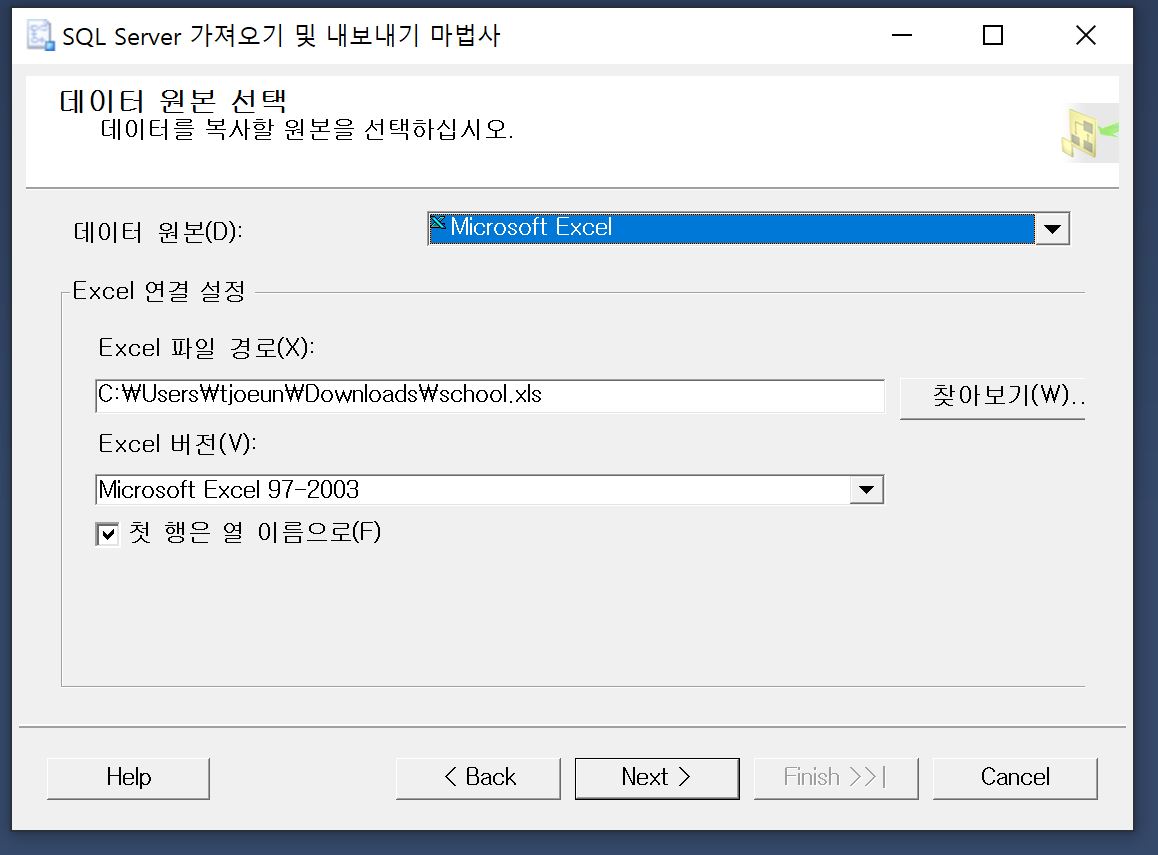 SQL Server 가져오기 및 내보내기 마법사
데이터 원본 선택
데이터를 복사할 원본을 선택하십시오.
데이터 원본(D):
Microsoft Excel
Excel 연결 설정
Excel 파일 경로(X):
C:₩Users₩tjoeun₩Downloads₩school.xls
찾아보기(W)..
Excel 버전(V):
Microsoft Excel 97-2003
첫 행은 열 이름으로(F)
Help
< Back
Next >
Finish >>|
Cancel